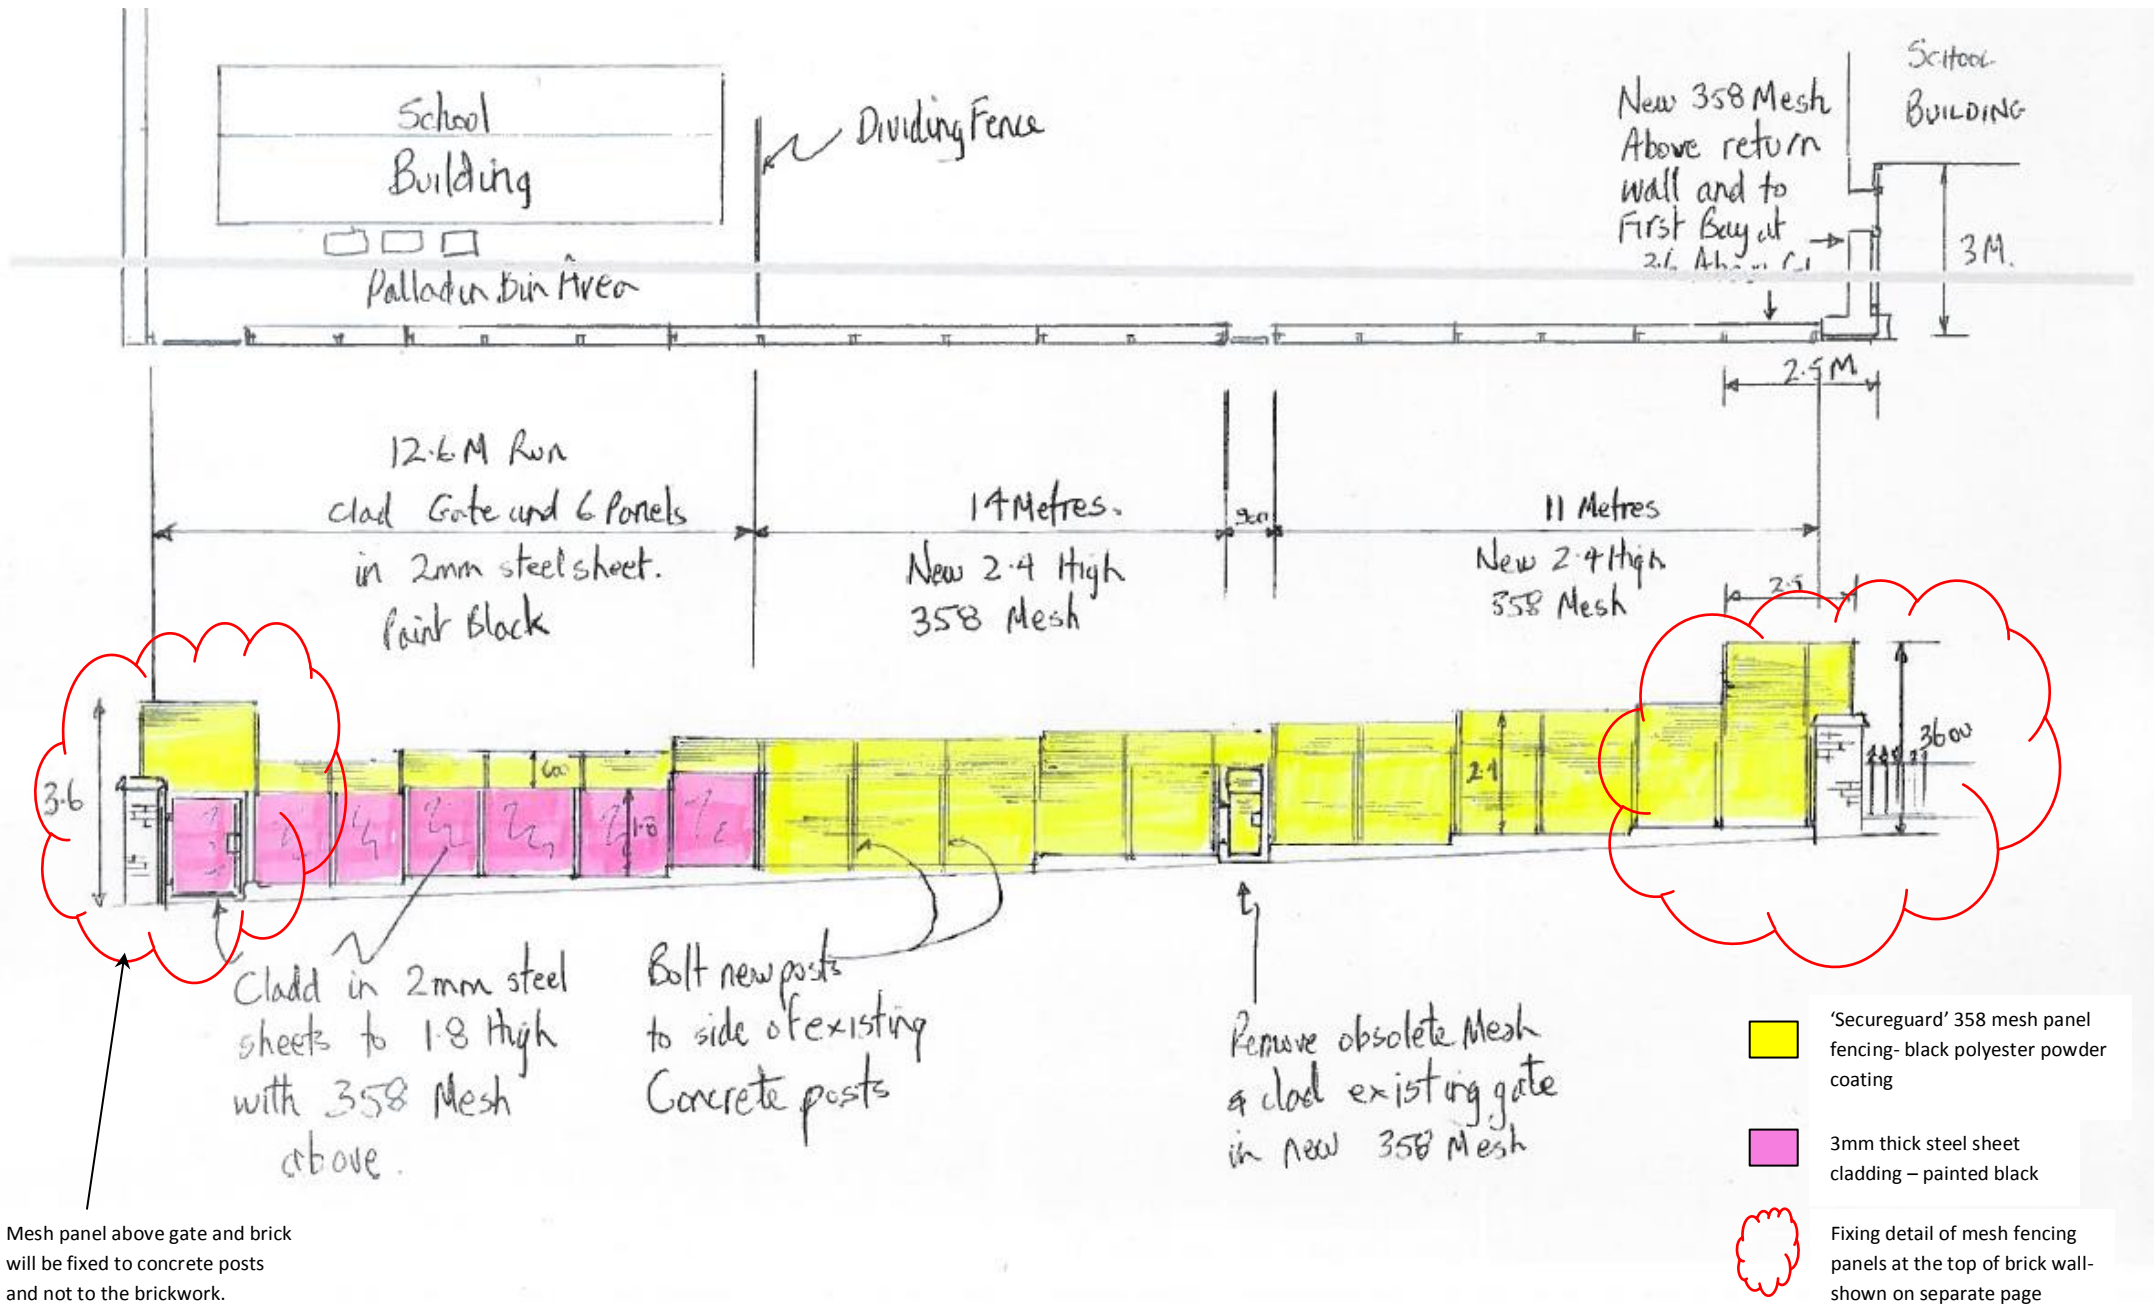 School
Building
Palladin Bin Area
Dividing Fence
New 358 Mesh
Above return
wall and to
First Bay at
SCHOOL
BUILDING
3M.
2.5M
12.6M Run
clad Gate and 6 Panels
in 2mm steel sheet.
Paint Black
14 Metres.
New 2.4 High
358 Mesh
900
11 Metres
New 2.4 High
358 Mesh
2.5
3.6
600
1.8
2.4
3600
Cladd in 2mm steel
sheets to 1.8 High
with 358 Mesh
above.
Bolt new posts
to side of existing
Concrete posts
Remove obsolete Mesh
& clad existing gate
in new 358 Mesh
'Secureguard' 358 mesh panel
fencing- black polyester powder
coating
3mm thick steel sheet
cladding – painted black
Fixing detail of mesh fencing
panels at the top of brick wall-
shown on separate page
Mesh panel above gate and brick
will be fixed to concrete posts
and not to the brickwork.